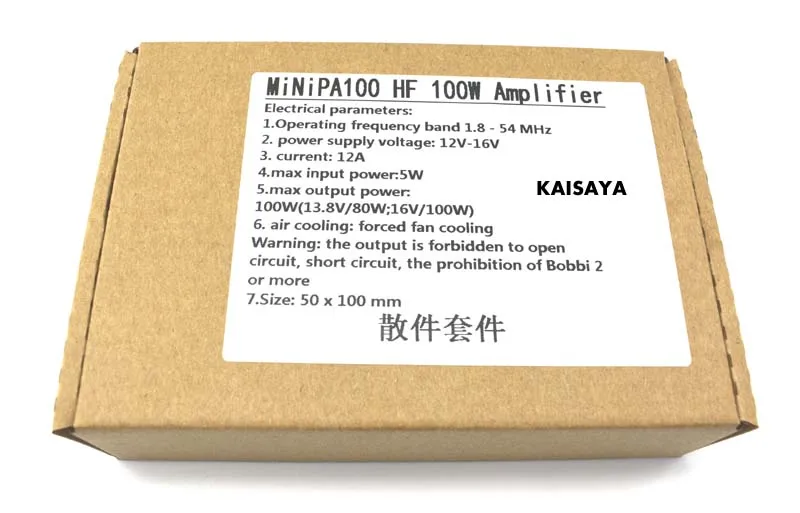 MiNiPA100 HF 100W Amplifier
Electrical parameters:
1.Operating frequency band 1.8 - 54 MHz
2. power supply voltage: 12V-16V
3. current: 12A
4.max input power:5W
5.max output power:
100W(13.8V/80W;16V/100W)
6. air cooling: forced fan cooling
Warning: the output is forbidden to open
circuit, short circuit, the prohibition of Bobbi 2
or more
7.Size: 50 x 100 mm
散件套件
KAISAYA